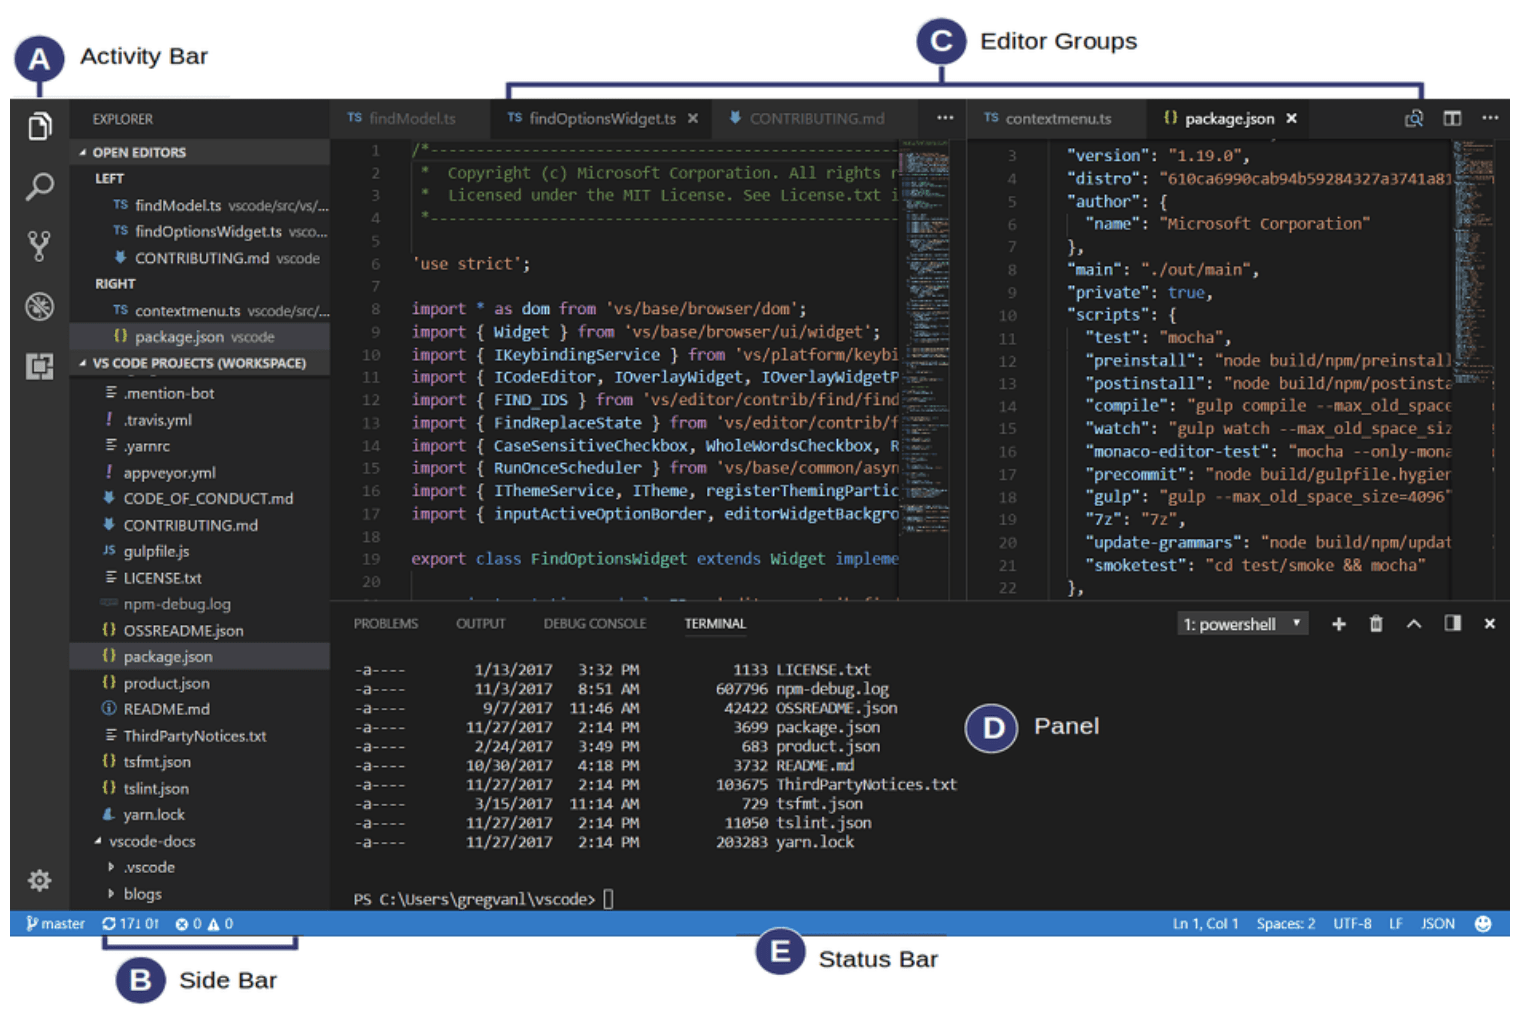 A Activity Bar
C Editor Groups
EXPLORER
OPEN EDITORS
LEFT
TS findModel.ts vscode/src/vs/...
TS findOptionsWidget.ts vsco...
CONTRIBUTING.md vscode
RIGHT
TS contextmenu.ts vscode/src/...
{} package.json vscode
VS CODE PROJECTS (WORKSPACE)
.mention-bot
! .travis.yml
.yarnrc
! appveyor.yml
CODE_OF_CONDUCT.md
CONTRIBUTING.md
JS gulpfile.js
LICENSE.txt
npm-debug.log
{} OSSREADME.json
{} package.json
{} product.json
README.md
ThirdPartyNotices.txt
{} tsfmt.json
{} tslint.json
yarn.lock
vscode-docs
.vscode
blogs
TS findModel.ts TS findOptionsWidget.ts × CONTRIBUTING.md ...
1 /*---------------------------------------------------
2 * Copyright (c) Microsoft Corporation. All rights
3 * Licensed under the MIT License. See License.txt
4 *---------------------------------------------------
5
6 'use strict';
7
8 import * as dom from 'vs/base/browser/dom';
9 import { Widget } from 'vs/base/browser/ui/widget';
10 import { IKeybindingService } from 'vs/platform/keybi
11 import { ICodeEditor, IOverlayWidget, IOverlayWidgetP
12 import { FIND_IDS } from 'vs/editor/contrib/find/find
13 import { FindReplaceState } from 'vs/editor/contrib/f
14 import { CaseSensitiveCheckbox, WholeWordsCheckbox, R
15 import { RunOnceScheduler } from 'vs/base/common/asyn
16 import { IThemeService, ITheme, registerThemingPartic
17 import { inputActiveOptionBorder, editorWidgetBackgro
18
19 export class FindOptionsWidget extends Widget impleme
20
TS contextmenu.ts {} package.json × ...
3 "version": "1.19.0",
4 "distro": "610ca6990cab94b59284327a3741a81
5 "author": {
6 "name": "Microsoft Corporation"
7 },
8 "main": "./out/main",
9 "private": true,
10 "scripts": {
11 "test": "mocha",
12 "preinstall": "node build/npm/preinstall
13 "postinstall": "node build/npm/postinsta
14 "compile": "gulp compile --max_old_space
15 "watch": "gulp watch --max_old_space_siz
16 "monaco-editor-test": "mocha --only-mona
17 "precommit": "node build/gulpfile.hygien
18 "gulp": "gulp --max_old_space_size=4096"
19 "7z": "7z",
20 "update-grammars": "node build/npm/updat
21 "smoketest": "cd test/smoke && mocha"
22 },
PROBLEMS OUTPUT DEBUG CONSOLE TERMINAL 1: powershell
-a---- 1/13/2017 3:32 PM 1133 LICENSE.txt
-a---- 11/3/2017 8:51 AM 607796 npm-debug.log
-a---- 9/7/2017 11:46 AM 42422 OSSREADME.json
-a---- 11/27/2017 2:14 PM 3699 package.json
-a---- 2/24/2017 3:49 PM 683 product.json
-a---- 10/30/2017 4:18 PM 3732 README.md
-a---- 11/27/2017 2:14 PM 103675 ThirdPartyNotices.txt
-a---- 3/15/2017 11:14 AM 729 tsfmt.json
-a---- 11/27/2017 2:14 PM 11050 tslint.json
-a---- 11/27/2017 2:14 PM 203283 yarn.lock
PS C:\Users\gregvanl\vscode>
D Panel
master 17↓ 0↑ 0 0 Ln 1, Col 1 Spaces: 2 UTF-8 LF JSON
B Side Bar
E Status Bar